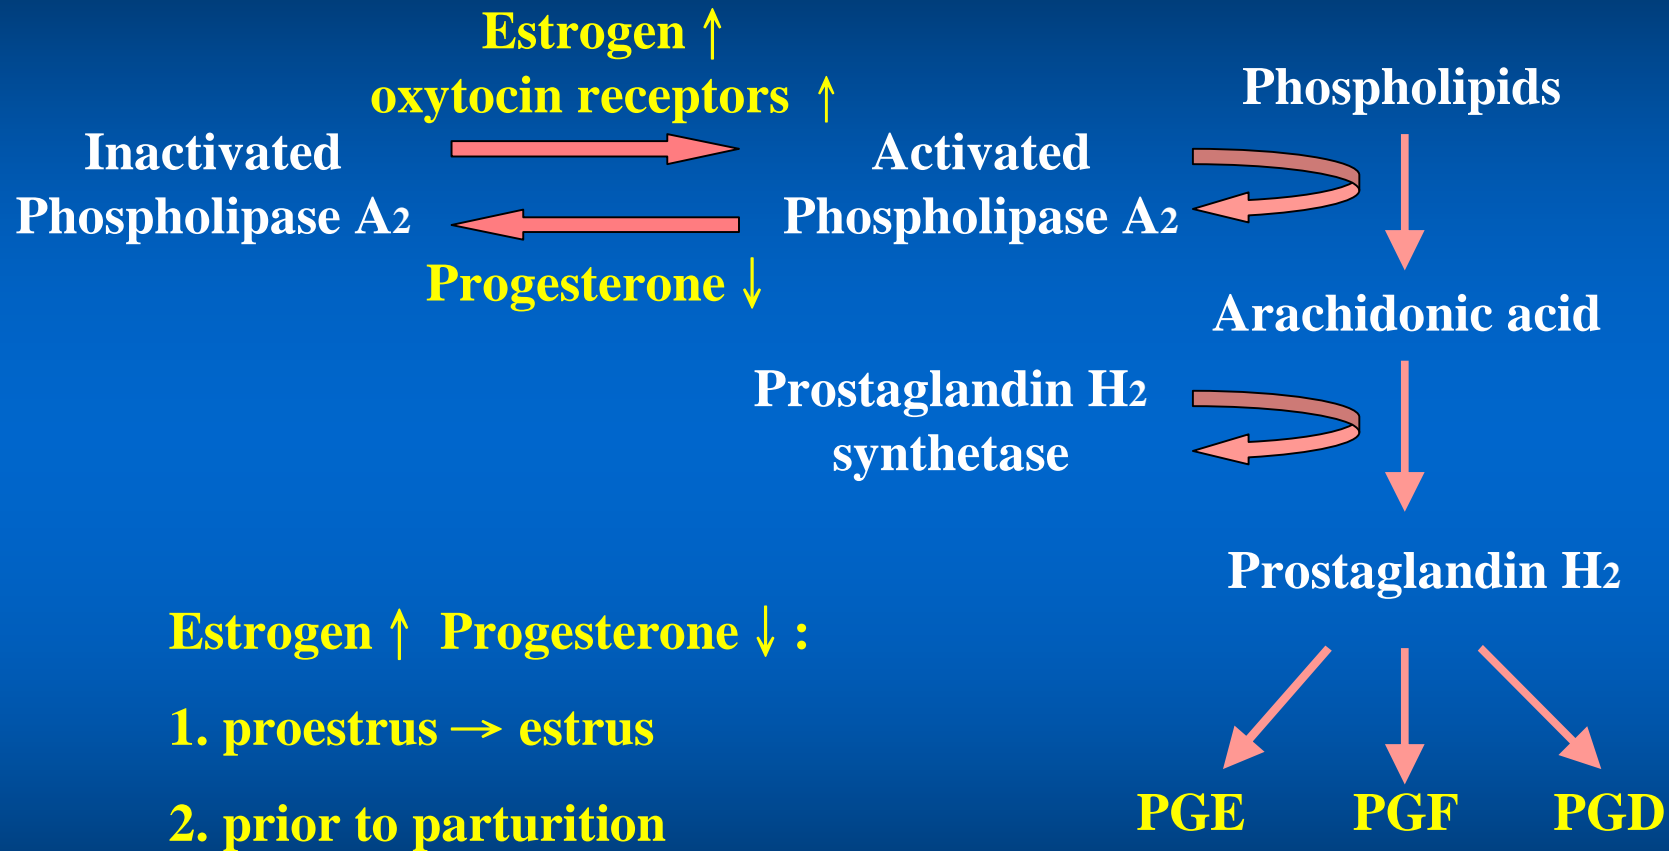 Estrogen ↑
oxytocin receptors ↑
Inactivated
Phospholipase A2
Activated
Phospholipase A2
Progesterone ↓
Phospholipids
Arachidonic acid
Prostaglandin H2
synthetase
Prostaglandin H2
Estrogen ↑ Progesterone ↓ :
1. proestrus → estrus
2. prior to parturition
PGE PGF PGD